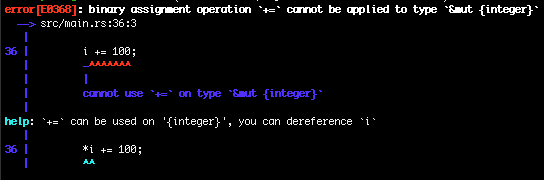 error[E0368]: binary assignment operation `+=` cannot be applied to type `&mut {integer}`
--> src/main.rs:36:3
|
36 | i += 100;
| -^^^^^^^
| |
| cannot use `+=` on type `&mut {integer}`
|
help: `+=` can be used on '{integer}', you can dereference `i`
|
36 | *i += 100;
| ^^